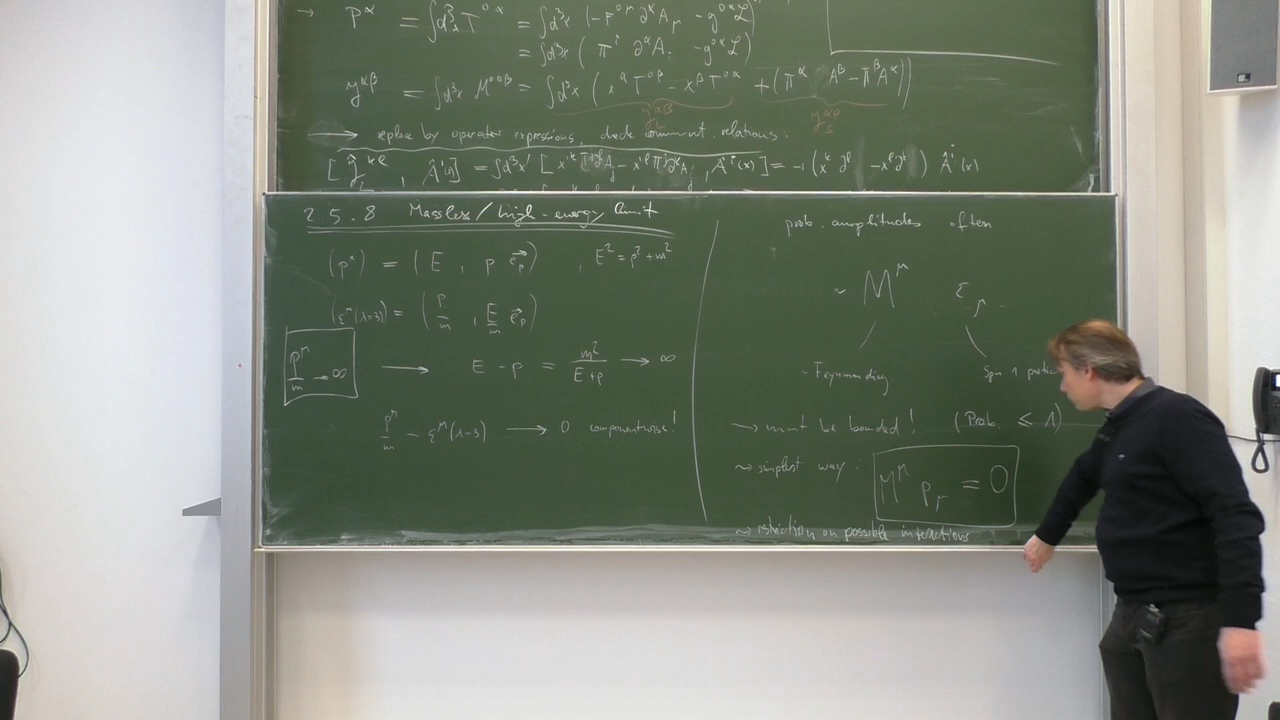 → P^α = ∫d³x T^{0α} = ∫d³x (-F^{0μ} ∂^α A_μ - g^{0α} ℒ)
= ∫d³x (π^i ∂^α A_i - g^{0α} ℒ)
J^{αβ} = ∫d³x M^{0αβ} = ∫d³x (x^α T^{0β} - x^β T^{0α} + (π^α A^β - π^β A^α))
→ replace by operator expressions, check commut. relations:
2.5.8 Massless / high-energy limit
(p^μ) = (E , p e⃗_p) , E² = p² + m²
(ε^μ(λ=3)) = (p/m , E/m e⃗_p)
p^μ/m → ∞ → E - p = m²/(E+p) → ∞
p^μ/m - ε^μ(λ=3) → 0 componentwise!
prob. amplitudes often
~ M^μ ε_μ
- Feynman diag Spin 1
⇝ must be bounded! (Prob. ≤ 1)
⇝ simplest way: M^μ p_μ = 0
⇝ restriction on possible interactions